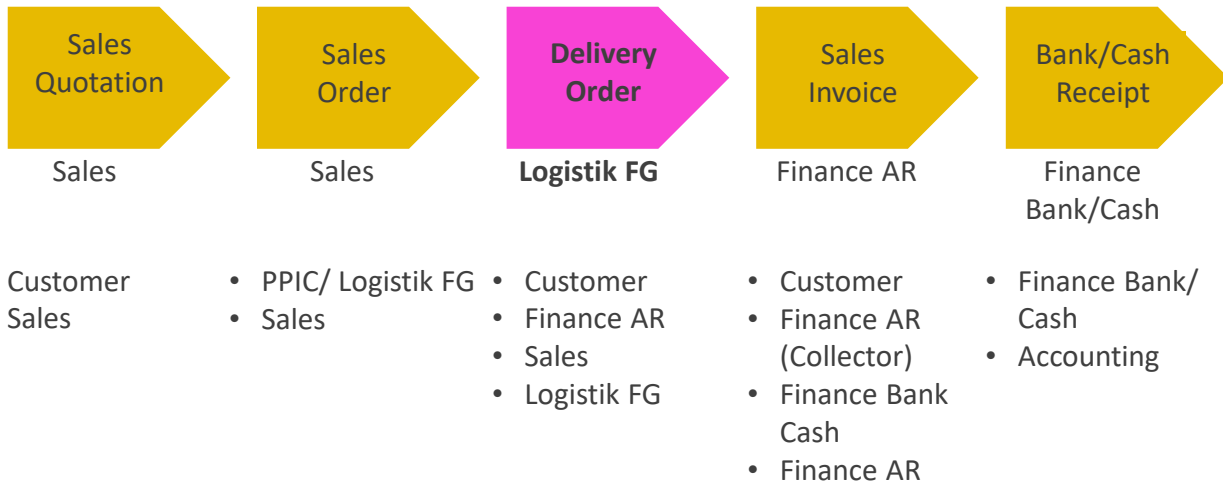 Sales
Quotation
Sales
Order
Delivery
Order
Sales
Invoice
Bank/Cash
Receipt
Sales
Sales
Logistik FG
Finance AR
Finance
Bank/Cash
Customer
Sales
• PPIC/ Logistik FG
• Sales
• Customer
• Finance AR
• Sales
• Logistik FG
• Customer
• Finance AR
(Collector)
• Finance Bank
Cash
• Finance AR
• Finance Bank/
Cash
• Accounting